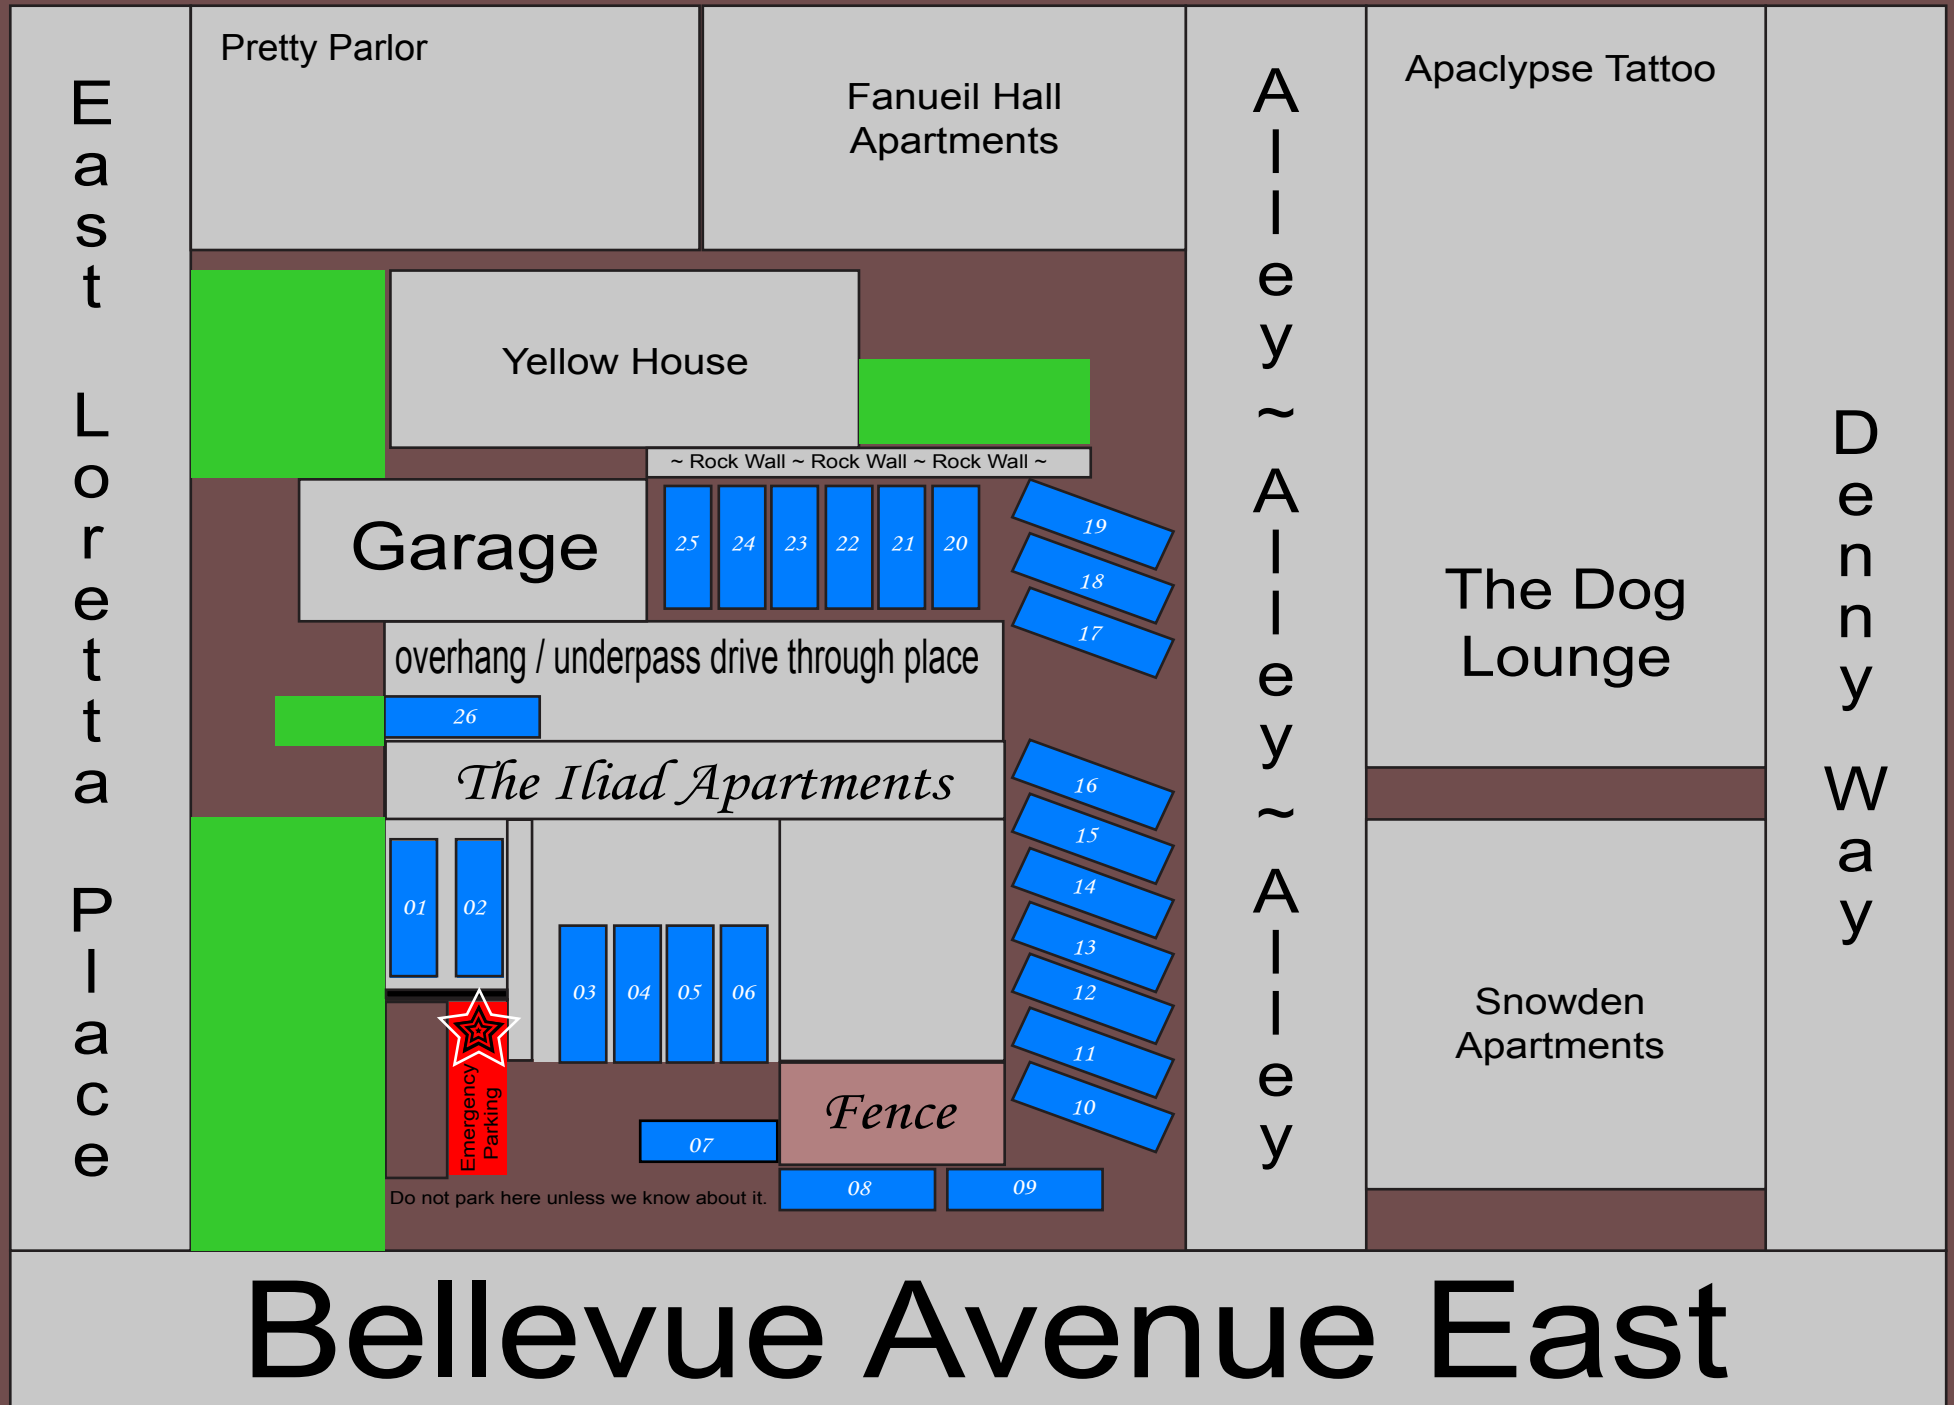 Pretty Parlor
Fanueil Hall
Apartments
Apaclypse Tattoo
East Loretta Place
Alley ~ Alley ~ Alley
Denny Way
Yellow House
~ Rock Wall ~ Rock Wall ~ Rock Wall ~
Garage
25 24 23 22 21 20
19
18
17
The Dog
Lounge
overhang / underpass drive through place
26
The Iliad Apartments
16
15
14
13
12
11
10
01 02
03 04 05 06
Snowden
Apartments
Emergency
Parking
Fence
07
Do not park here unless we know about it.
08 09
Bellevue Avenue East